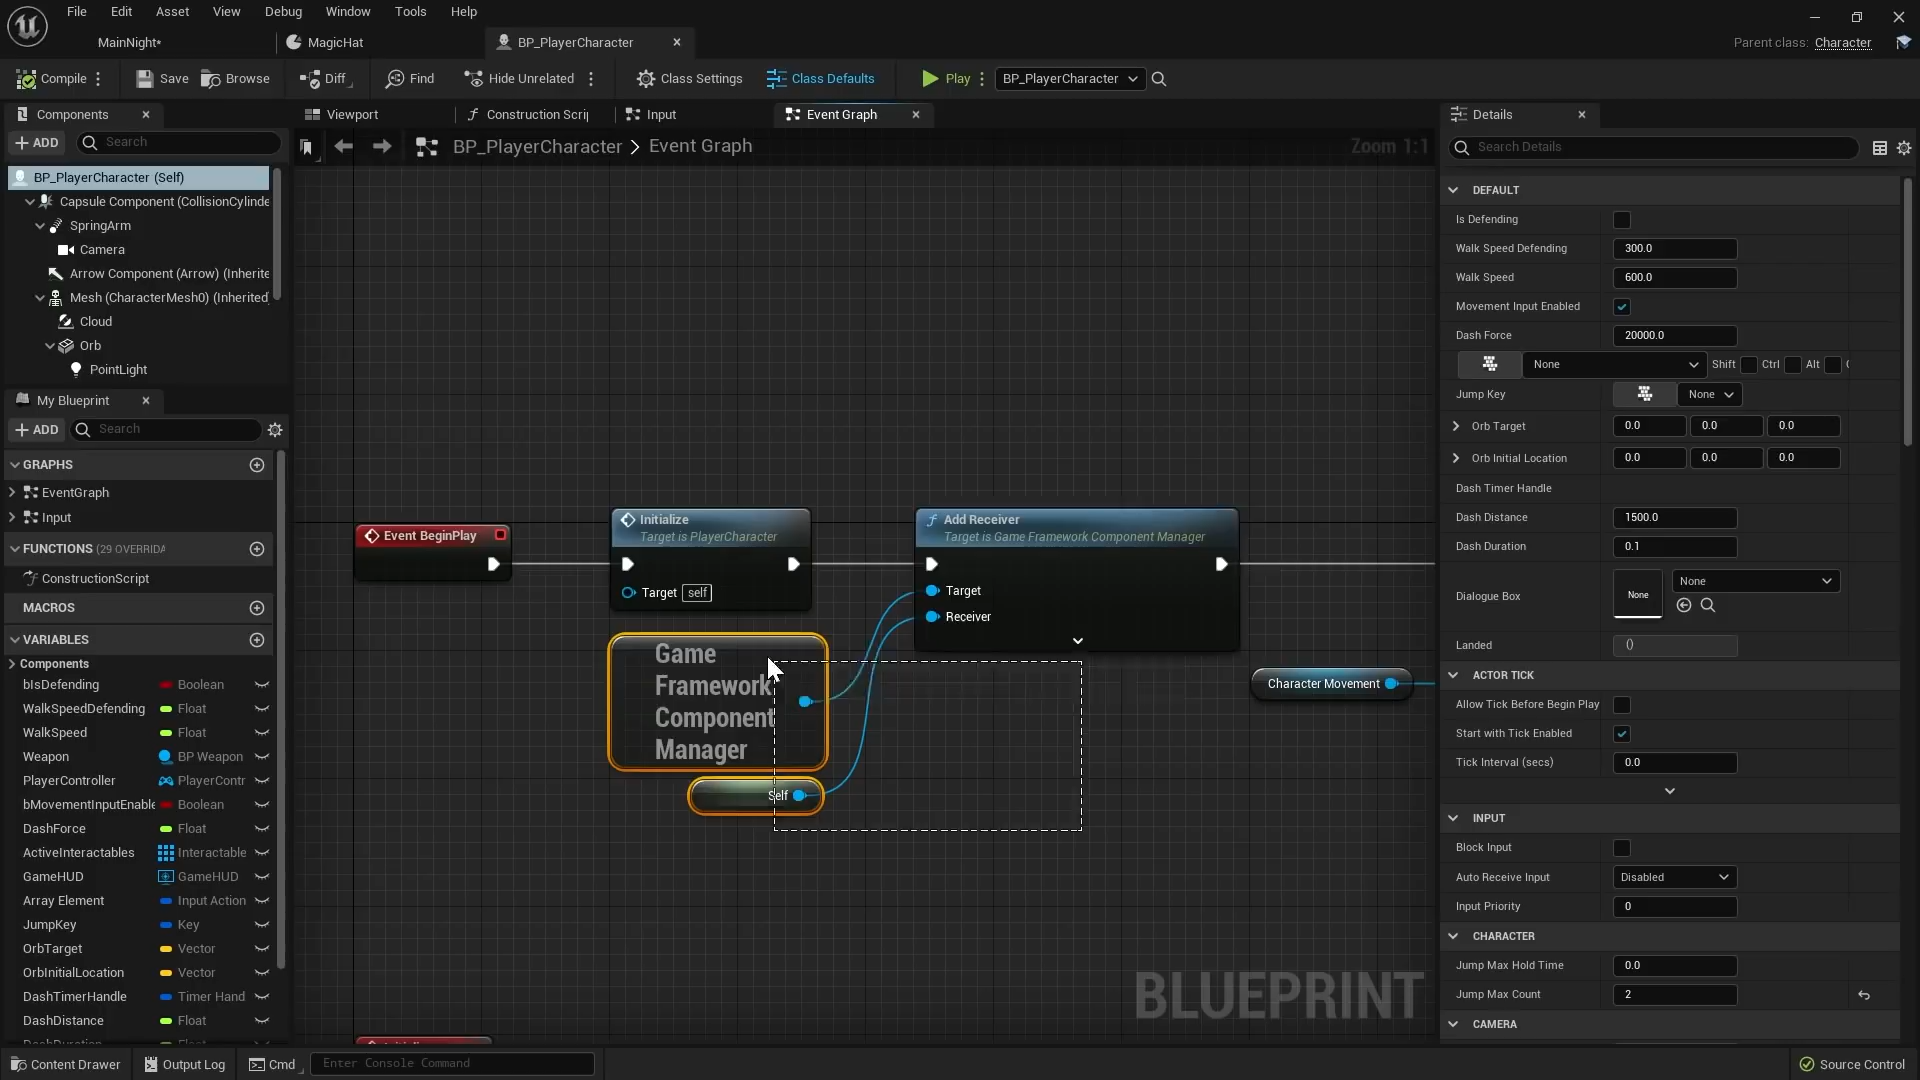 File Edit Asset View Debug Window Tools Help
MainNight*
MagicHat
BP_PlayerCharacter
Parent class: Character
Compile
Save
Browse
Diff
Find
Hide Unrelated
Class Settings
Class Defaults
Play
BP_PlayerCharacter
Components
ADD
Search
BP_PlayerCharacter (Self)
Capsule Component (CollisionCylinde
SpringArm
Camera
Arrow Component (Arrow) (Inherite
Mesh (CharacterMesh0) (Inherited
Cloud
Orb
PointLight
My Blueprint
ADD
Search
GRAPHS
EventGraph
Input
FUNCTIONS (29 OVERRIDA
ConstructionScript
MACROS
VARIABLES
Components
bIsDefending Boolean
WalkSpeedDefending Float
WalkSpeed Float
Weapon BP Weapon
PlayerController PlayerContr
bMovementInputEnable Boolean
DashForce Float
ActiveInteractables Interactable
GameHUD GameHUD
Array Element Input Action
JumpKey Key
OrbTarget Vector
OrbInitialLocation Vector
DashTimerHandle Timer Hand
DashDistance Float
DashDuration Float
Viewport
Construction Scrip
Input
Event Graph
BP_PlayerCharacter > Event Graph
Zoom 1:1
Event BeginPlay
Initialize
Target is PlayerCharacter
Target self
Add Receiver
Target is Game Framework Component Manager
Target
Receiver
Game
Framework
Component
Manager
Self
Character Movement
BLUEPRINT
Details
Search Details
DEFAULT
Is Defending
Walk Speed Defending 300.0
Walk Speed 600.0
Movement Input Enabled
Dash Force 20000.0
None Shift Ctrl Alt
Jump Key None
Orb Target 0.0 0.0 0.0
Orb Initial Location 0.0 0.0 0.0
Dash Timer Handle
Dash Distance 1500.0
Dash Duration 0.1
Dialogue Box None None
Landed ()
ACTOR TICK
Allow Tick Before Begin Play
Start with Tick Enabled
Tick Interval (secs) 0.0
INPUT
Block Input
Auto Receive Input Disabled
Input Priority 0
CHARACTER
Jump Max Hold Time 0.0
Jump Max Count 2
CAMERA
Content Drawer
Output Log
Cmd
Enter Console Command
Source Control